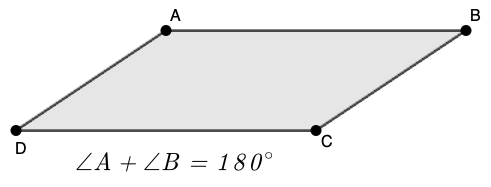 A
B
D
C
∠A + ∠B = 180°